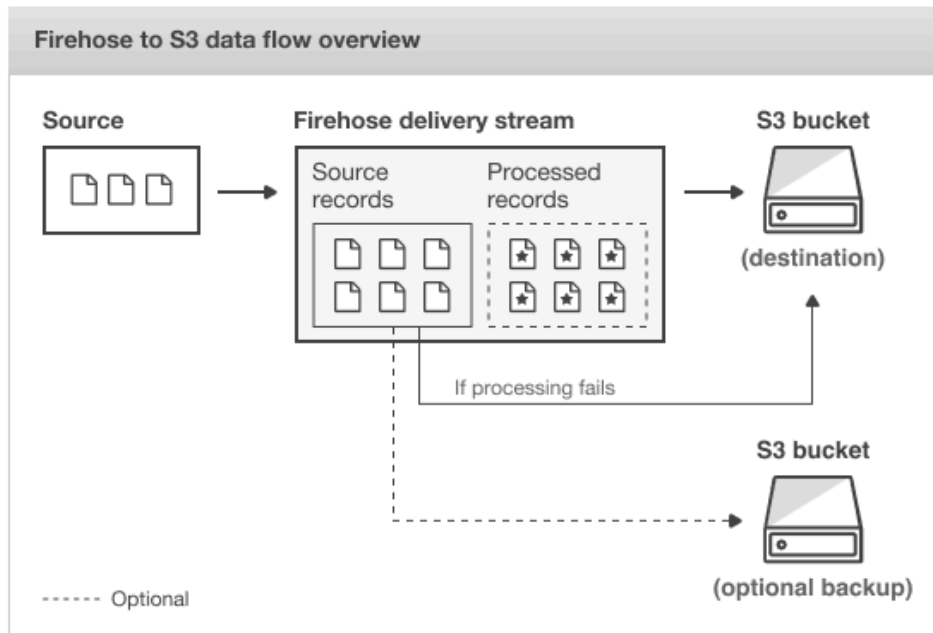 Firehose to S3 data flow overview
Source
Firehose delivery stream
S3 bucket
Source
records
Processed
records
(destination)
If processing fails
S3 bucket
(optional backup)
Optional